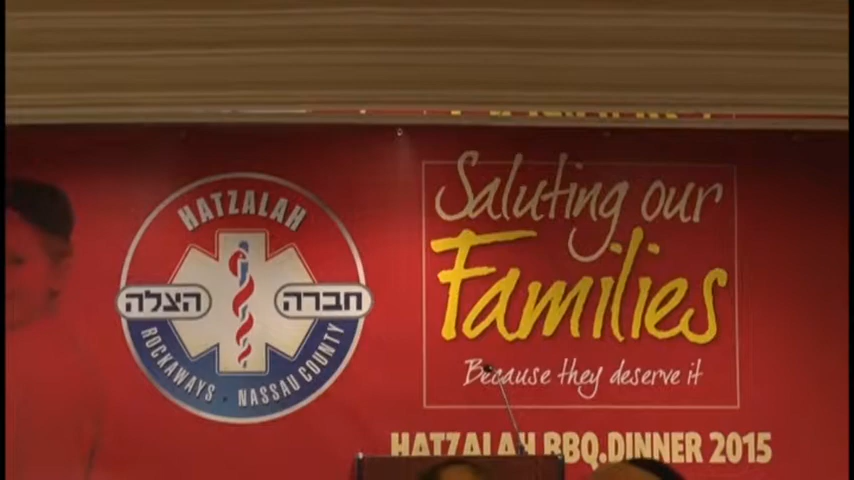 HATZALAH
חברה הצלה
ROCKAWAYS · NASSAU COUNTY
Saluting our
Families
Because they deserve it
HATZALAH BBQ.DINNER 2015